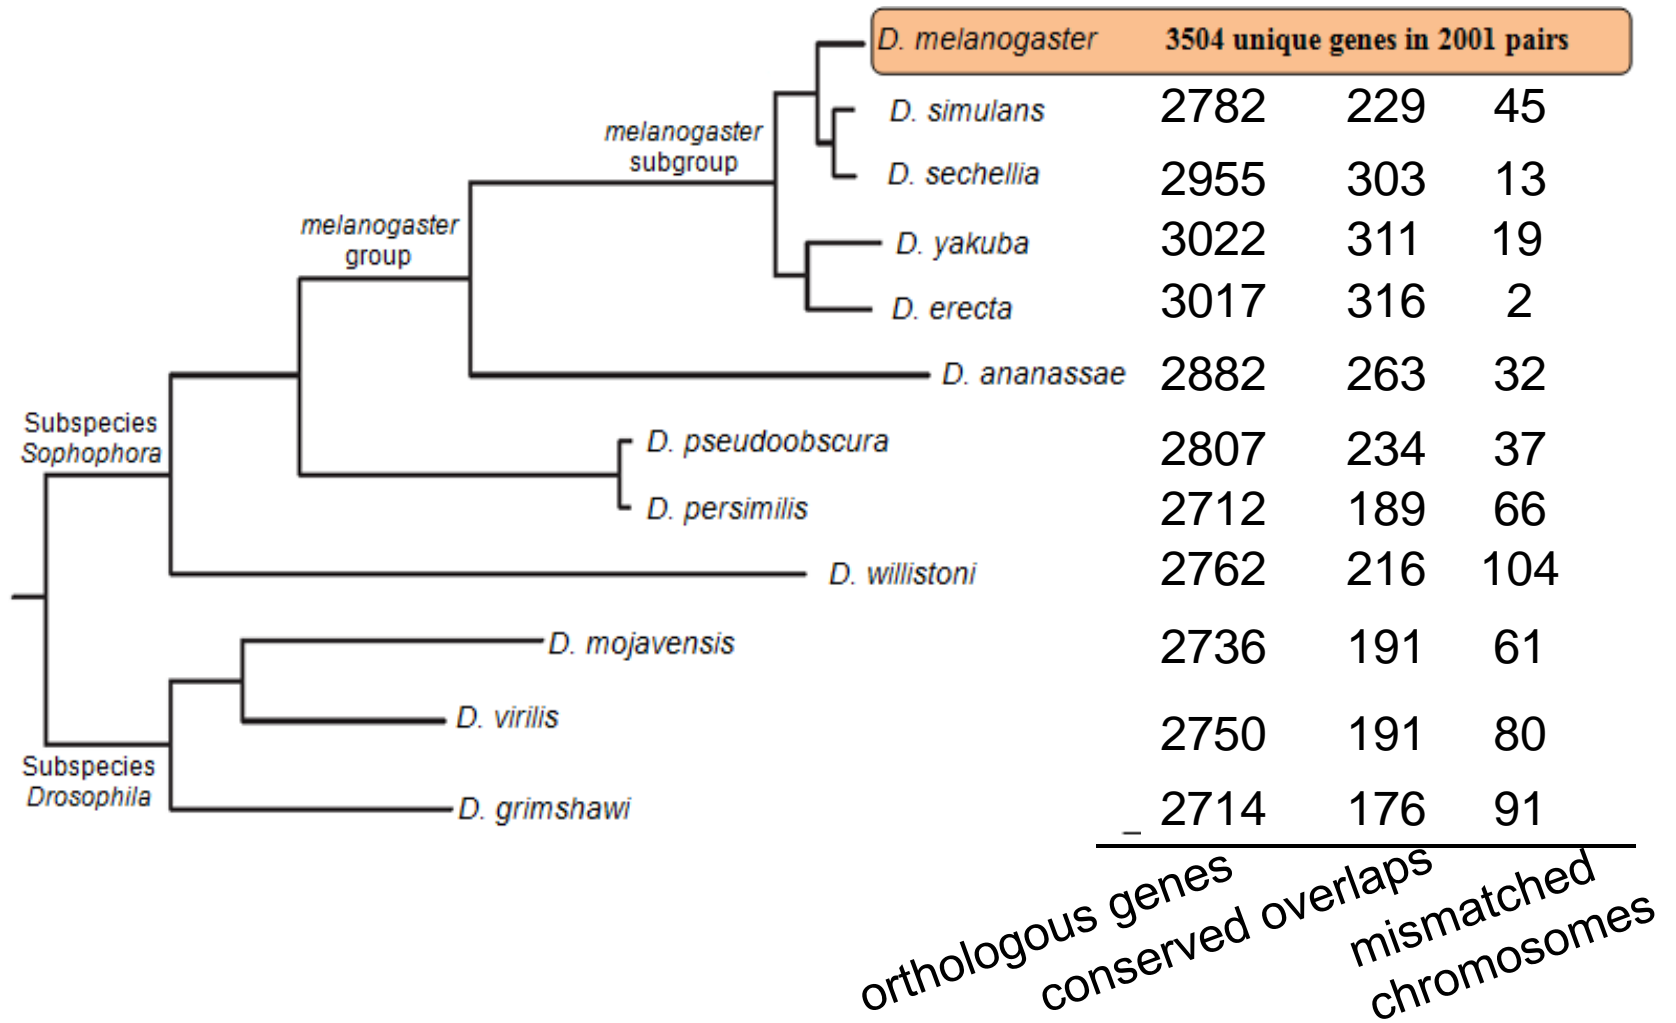 D. melanogaster 3504 unique genes in 2001 pairs
D. simulans 2782 229 45
melanogaster
subgroup
D. sechellia 2955 303 13
D. yakuba 3022 311 19
melanogaster
group
D. erecta 3017 316 2
D. ananassae 2882 263 32
Subspecies
Sophophora
D. pseudoobscura 2807 234 37
D. persimilis 2712 189 66
D. willistoni 2762 216 104
D. mojavensis 2736 191 61
D. virilis 2750 191 80
Subspecies
Drosophila
D. grimshawi 2714 176 91
orthologous genes
conserved overlaps
mismatched
chromosomes